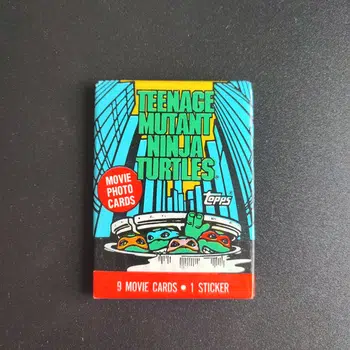 TEENAGE
MUTANT
NINJA
TURTLES
MOVIE
PHOTO
CARDS
topps
9 MOVIE CARDS • 1 STICKER